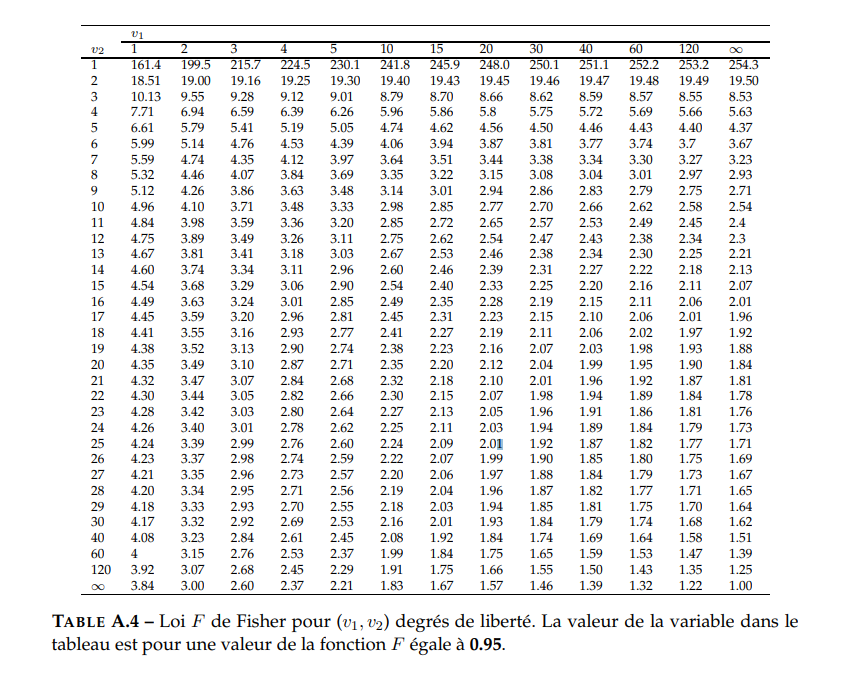 v1
v2 1 2 3 4 5 10 15 20 30 40 60 120 ∞
1 161.4 199.5 215.7 224.5 230.1 241.8 245.9 248.0 250.1 251.1 252.2 253.2 254.3
2 18.51 19.00 19.16 19.25 19.30 19.40 19.43 19.45 19.46 19.47 19.48 19.49 19.50
3 10.13 9.55 9.28 9.12 9.01 8.79 8.70 8.66 8.62 8.59 8.57 8.55 8.53
4 7.71 6.94 6.59 6.39 6.26 5.96 5.86 5.8 5.75 5.72 5.69 5.66 5.63
5 6.61 5.79 5.41 5.19 5.05 4.74 4.62 4.56 4.50 4.46 4.43 4.40 4.37
6 5.99 5.14 4.76 4.53 4.39 4.06 3.94 3.87 3.81 3.77 3.74 3.7 3.67
7 5.59 4.74 4.35 4.12 3.97 3.64 3.51 3.44 3.38 3.34 3.30 3.27 3.23
8 5.32 4.46 4.07 3.84 3.69 3.35 3.22 3.15 3.08 3.04 3.01 2.97 2.93
9 5.12 4.26 3.86 3.63 3.48 3.14 3.01 2.94 2.86 2.83 2.79 2.75 2.71
10 4.96 4.10 3.71 3.48 3.33 2.98 2.85 2.77 2.70 2.66 2.62 2.58 2.54
11 4.84 3.98 3.59 3.36 3.20 2.85 2.72 2.65 2.57 2.53 2.49 2.45 2.4
12 4.75 3.89 3.49 3.26 3.11 2.75 2.62 2.54 2.47 2.43 2.38 2.34 2.3
13 4.67 3.81 3.41 3.18 3.03 2.67 2.53 2.46 2.38 2.34 2.30 2.25 2.21
14 4.60 3.74 3.34 3.11 2.96 2.60 2.46 2.39 2.31 2.27 2.22 2.18 2.13
15 4.54 3.68 3.29 3.06 2.90 2.54 2.40 2.33 2.25 2.20 2.16 2.11 2.07
16 4.49 3.63 3.24 3.01 2.85 2.49 2.35 2.28 2.19 2.15 2.11 2.06 2.01
17 4.45 3.59 3.20 2.96 2.81 2.45 2.31 2.23 2.15 2.10 2.06 2.01 1.96
18 4.41 3.55 3.16 2.93 2.77 2.41 2.27 2.19 2.11 2.06 2.02 1.97 1.92
19 4.38 3.52 3.13 2.90 2.74 2.38 2.23 2.16 2.07 2.03 1.98 1.93 1.88
20 4.35 3.49 3.10 2.87 2.71 2.35 2.20 2.12 2.04 1.99 1.95 1.90 1.84
21 4.32 3.47 3.07 2.84 2.68 2.32 2.18 2.10 2.01 1.96 1.92 1.87 1.81
22 4.30 3.44 3.05 2.82 2.66 2.30 2.15 2.07 1.98 1.94 1.89 1.84 1.78
23 4.28 3.42 3.03 2.80 2.64 2.27 2.13 2.05 1.96 1.91 1.86 1.81 1.76
24 4.26 3.40 3.01 2.78 2.62 2.25 2.11 2.03 1.94 1.89 1.84 1.79 1.73
25 4.24 3.39 2.99 2.76 2.60 2.24 2.09 2.01 1.92 1.87 1.82 1.77 1.71
26 4.23 3.37 2.98 2.74 2.59 2.22 2.07 1.99 1.90 1.85 1.80 1.75 1.69
27 4.21 3.35 2.96 2.73 2.57 2.20 2.06 1.97 1.88 1.84 1.79 1.73 1.67
28 4.20 3.34 2.95 2.71 2.56 2.19 2.04 1.96 1.87 1.82 1.77 1.71 1.65
29 4.18 3.33 2.93 2.70 2.55 2.18 2.03 1.94 1.85 1.81 1.75 1.70 1.64
30 4.17 3.32 2.92 2.69 2.53 2.16 2.01 1.93 1.84 1.79 1.74 1.68 1.62
40 4.08 3.23 2.84 2.61 2.45 2.08 1.92 1.84 1.74 1.69 1.64 1.58 1.51
60 4 3.15 2.76 2.53 2.37 1.99 1.84 1.75 1.65 1.59 1.53 1.47 1.39
120 3.92 3.07 2.68 2.45 2.29 1.91 1.75 1.66 1.55 1.50 1.43 1.35 1.25
∞ 3.84 3.00 2.60 2.37 2.21 1.83 1.67 1.57 1.46 1.39 1.32 1.22 1.00
TABLE A.4 – Loi F de Fisher pour (v1, v2) degrés de liberté. La valeur de la variable dans le
tableau est pour une valeur de la fonction F égale à 0.95.